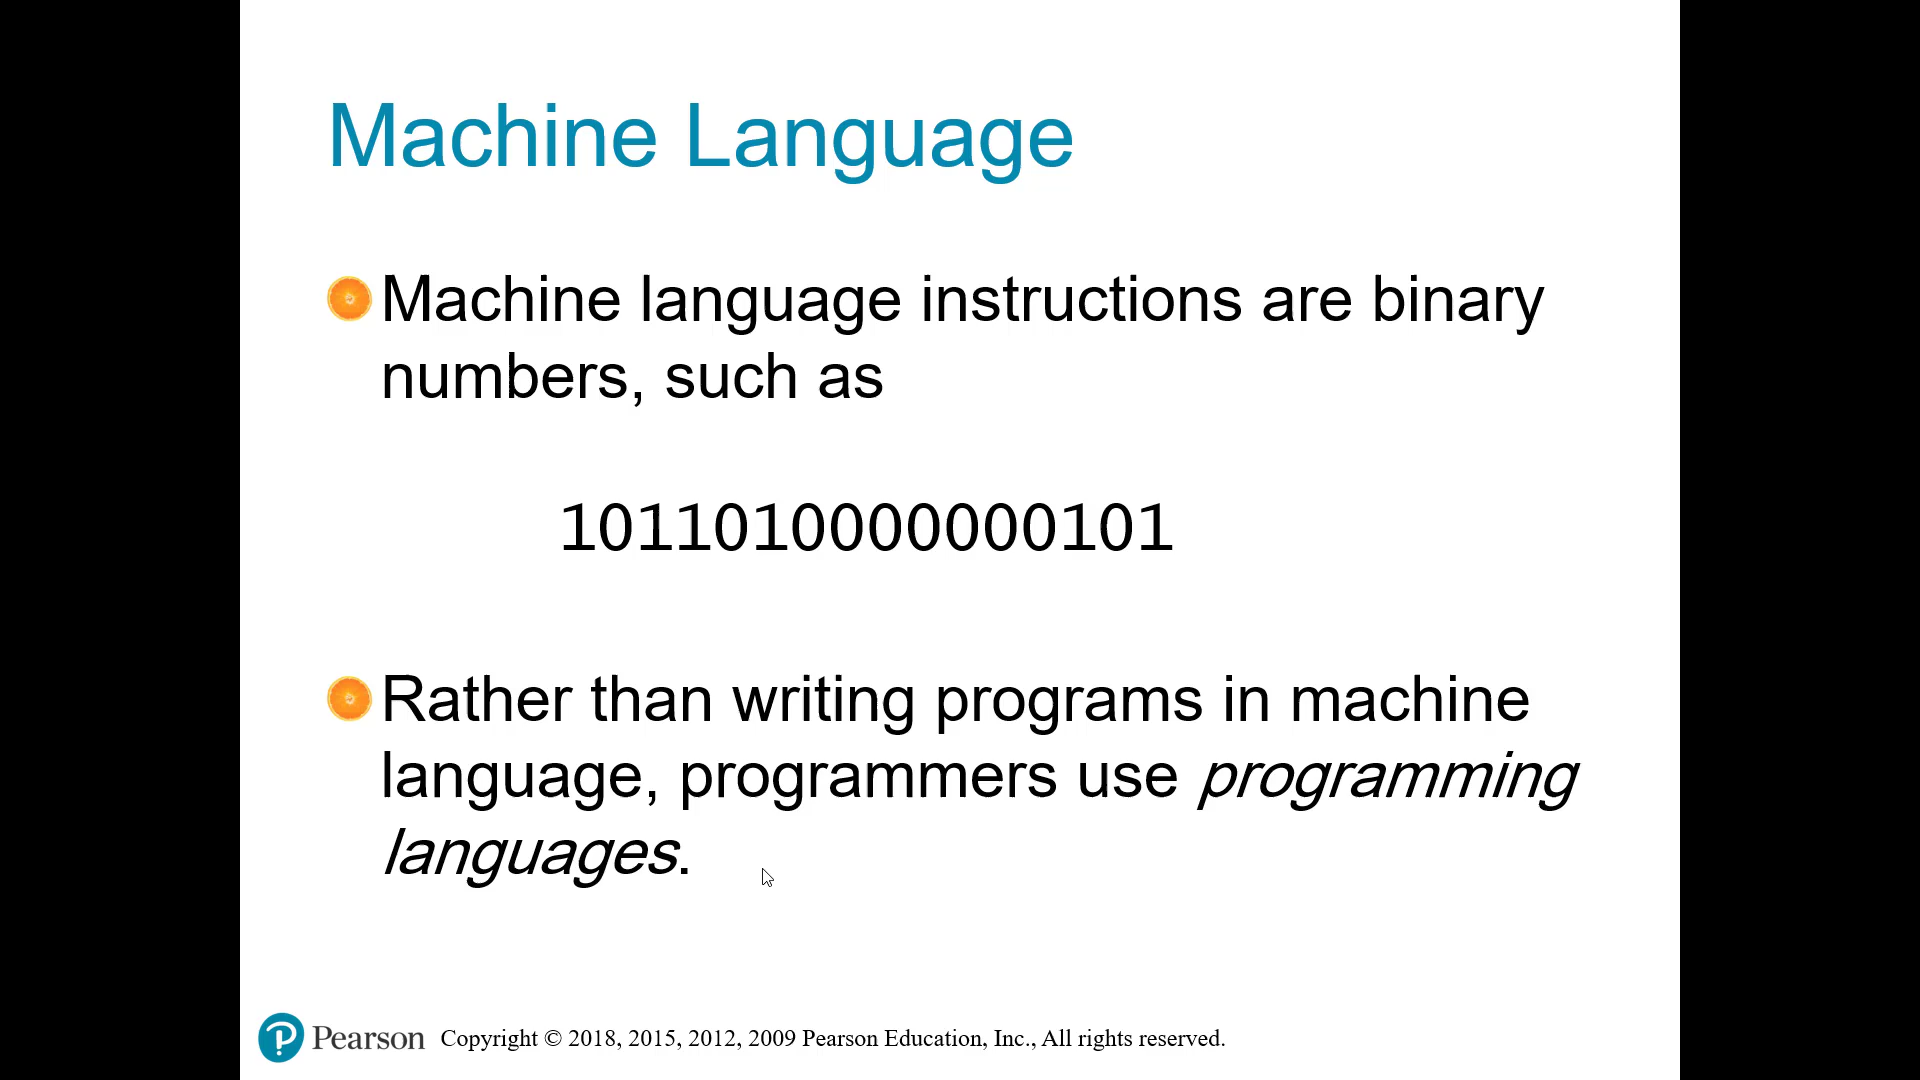 Machine Language
Machine language instructions are binary
numbers, such as
1011010000000101
Rather than writing programs in machine
language, programmers use programming
languages.
Pearson Copyright © 2018, 2015, 2012, 2009 Pearson Education, Inc., All rights reserved.